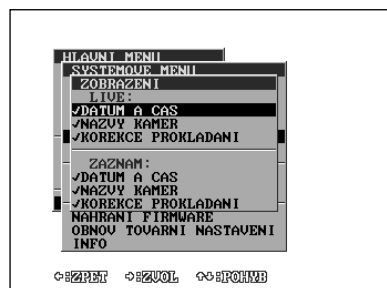 HLAVNI MENU
SYSTEMOVE MENU
ZOBRAZENI
LIVE:
✓DATUM A CAS
✓NAZVY KAMER
✓KOREKCE PROKLADANI
ZAZNAM:
✓DATUM A CAS
✓NAZVY KAMER
✓KOREKCE PROKLADANI
NAHRANI FIRMWARE
OBNOV TOVARNI NASTAVENI
INFO
:ZPET :ZVOL :POHYB